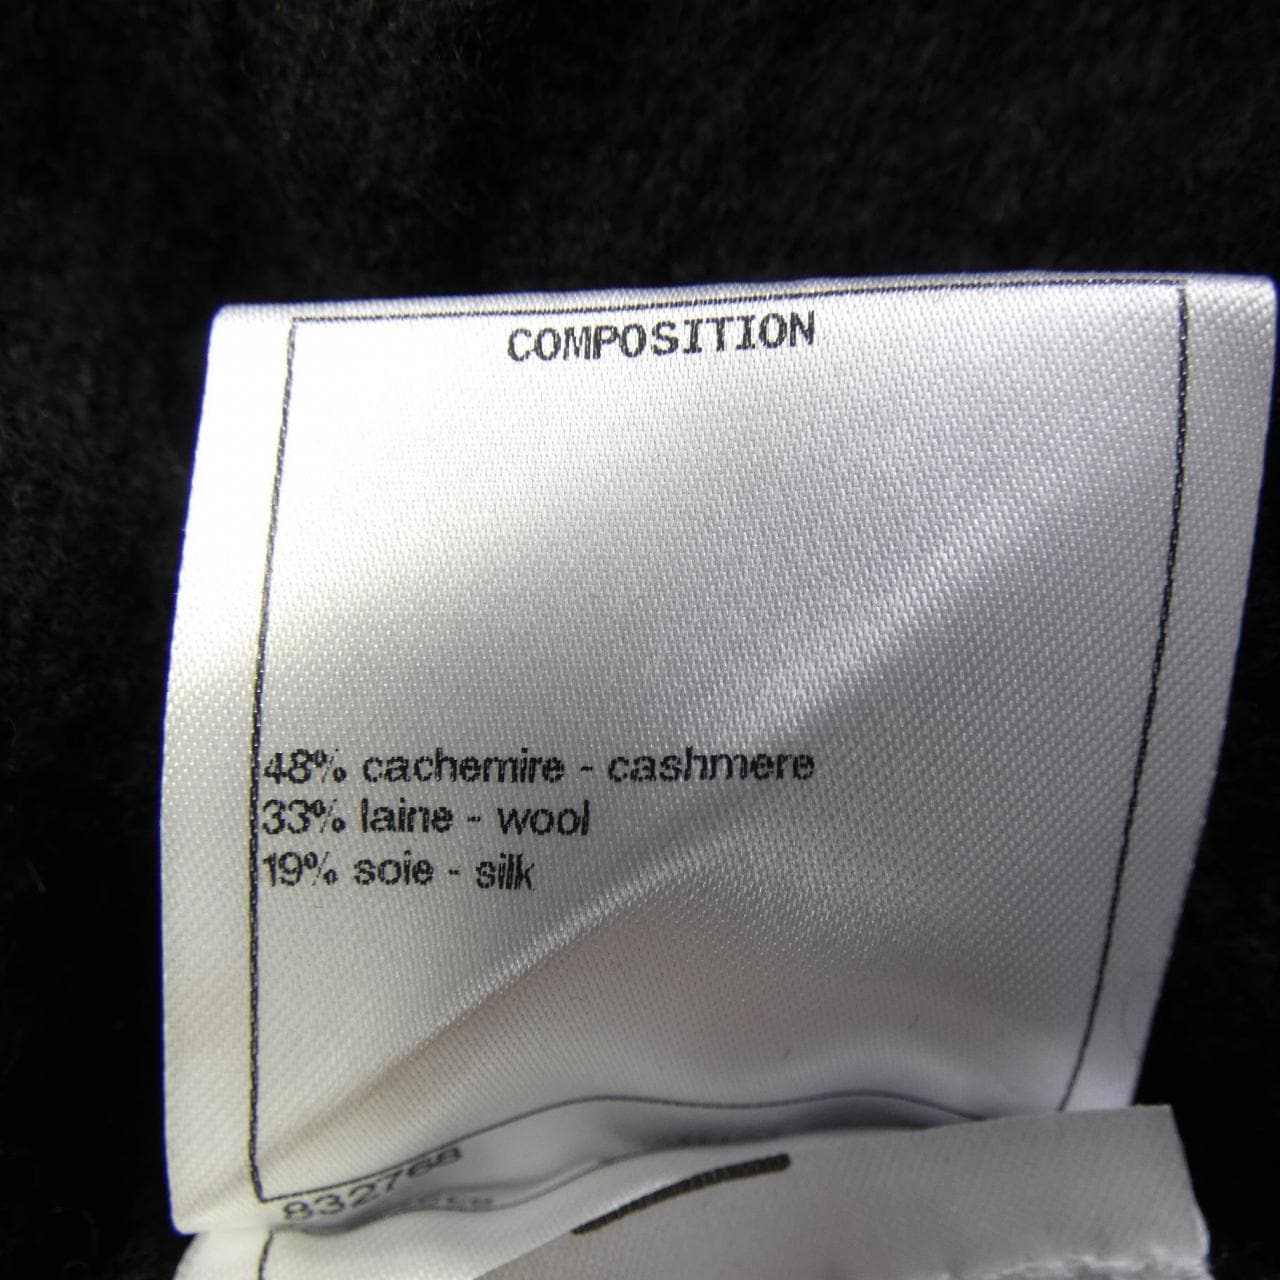 COMPOSITION
48% cachemire - cashmere
33% laine - wool
19% soie - silk
832768